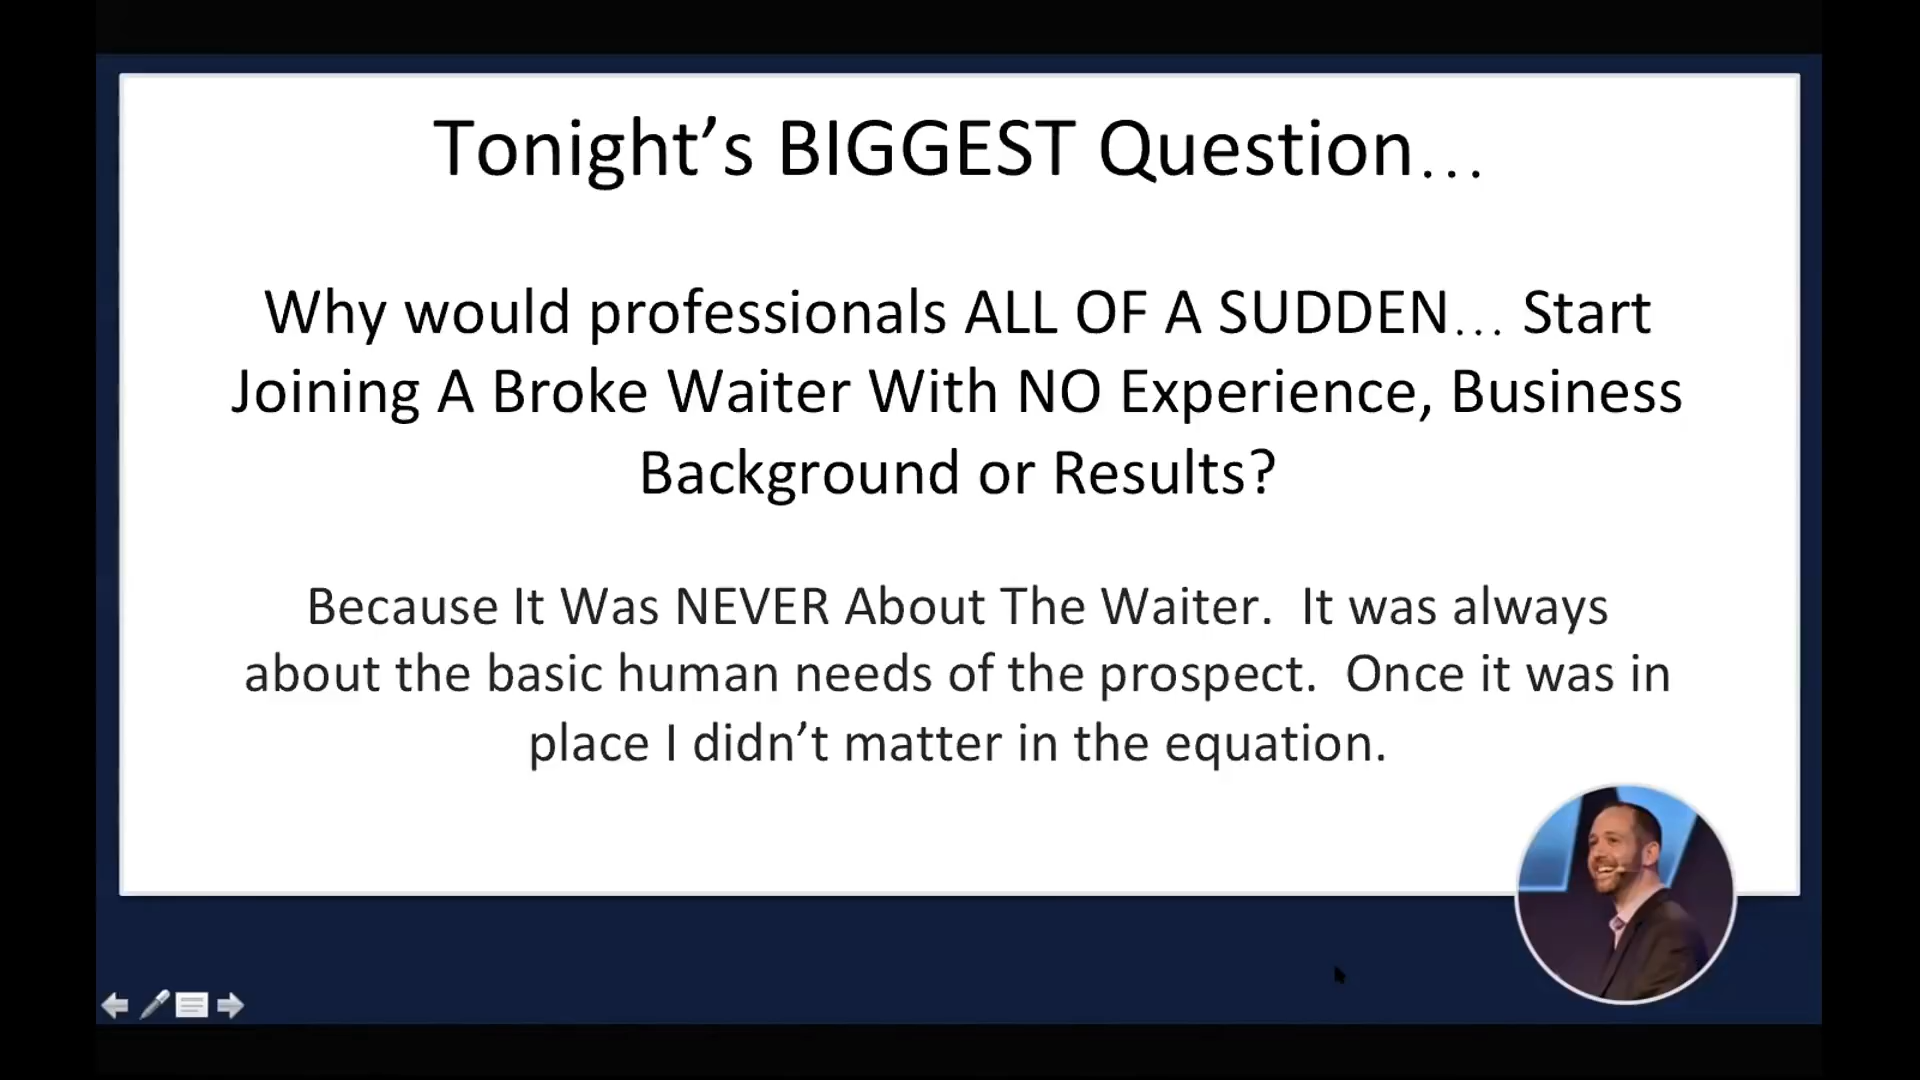 Tonight’s BIGGEST Question…
Why would professionals ALL OF A SUDDEN… Start
Joining A Broke Waiter With NO Experience, Business
Background or Results?
Because It Was NEVER About The Waiter.  It was always
about the basic human needs of the prospect.  Once it was in
place I didn’t matter in the equation.